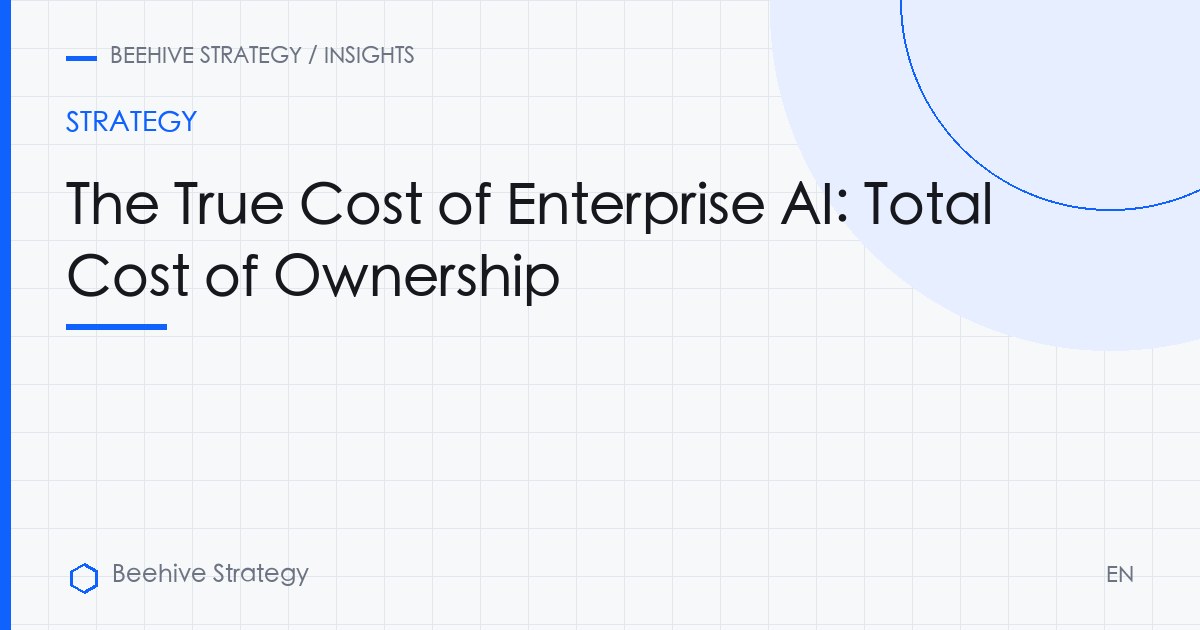 BEEHIVE STRATEGY / INSIGHTS
STRATEGY
The True Cost of Enterprise AI: Total
Cost of Ownership
Beehive Strategy
EN